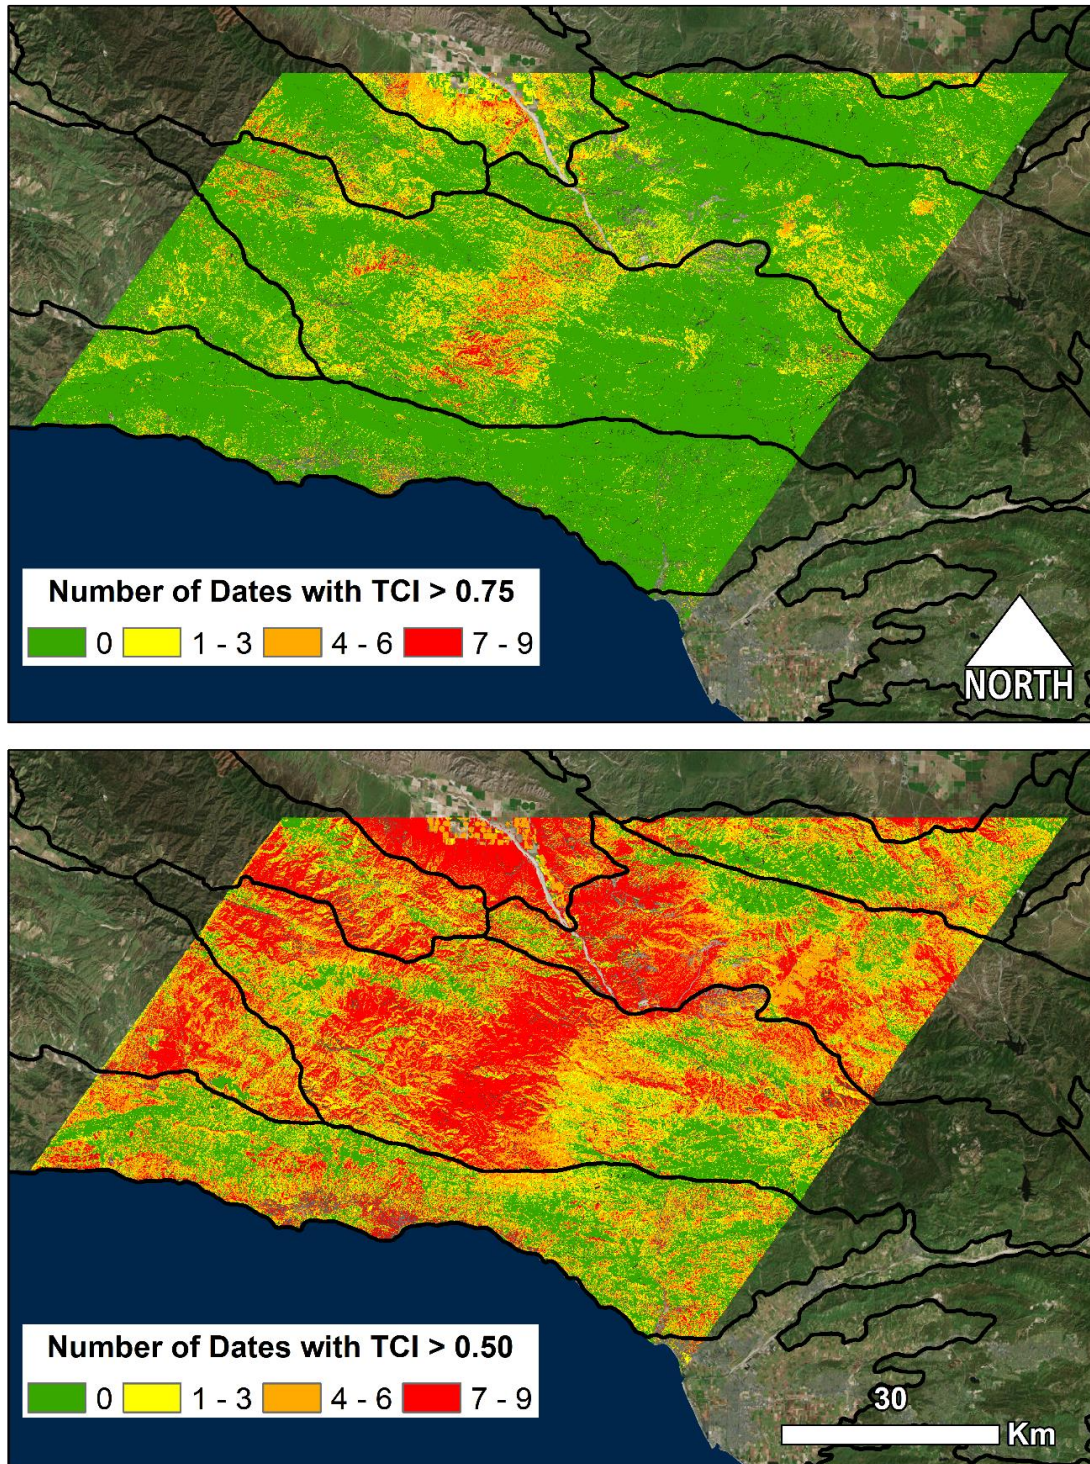 Number of Dates with TCI > 0.75
0 1 - 3 4 - 6 7 - 9
NORTH
Number of Dates with TCI > 0.50
0 1 - 3 4 - 6 7 - 9
30
Km